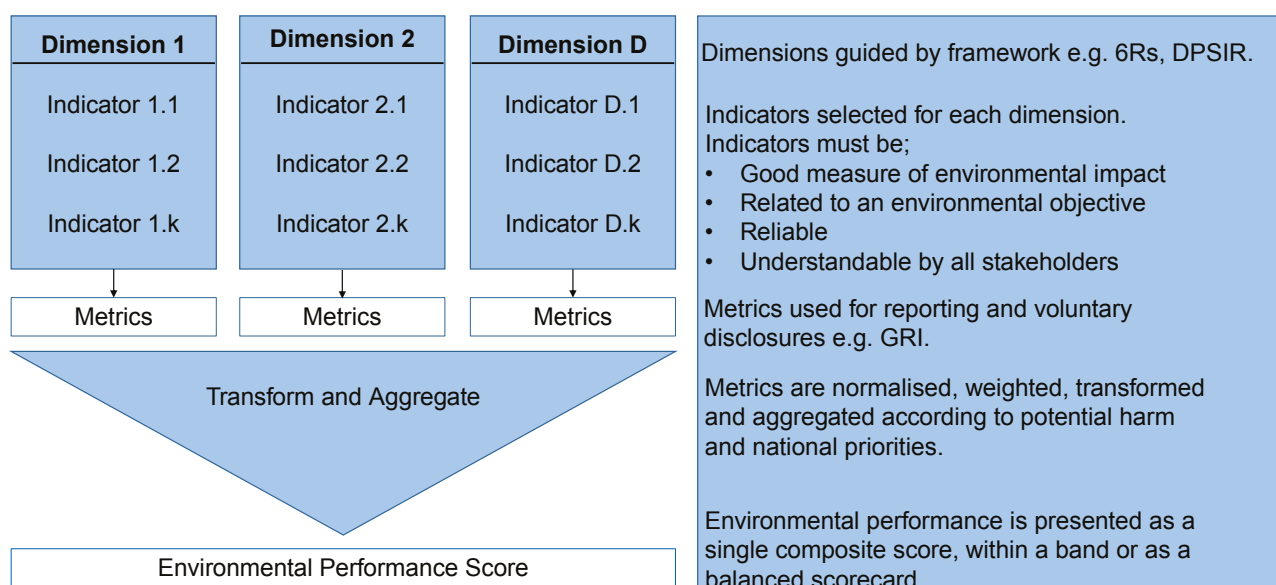 Dimension 1
Indicator 1.1
Indicator 1.2
Indicator 1.k
Metrics
Dimension 2
Indicator 2.1
Indicator 2.2
Indicator 2.k
Metrics
Dimension D
Indicator D.1
Indicator D.2
Indicator D.k
Metrics
Transform and Aggregate
Environmental Performance Score
Dimensions guided by framework e.g. 6Rs, DPSIR.
Indicators selected for each dimension.
Indicators must be;
• Good measure of environmental impact
• Related to an environmental objective
• Reliable
• Understandable by all stakeholders
Metrics used for reporting and voluntary
disclosures e.g. GRI.
Metrics are normalised, weighted, transformed
and aggregated according to potential harm
and national priorities.
Environmental performance is presented as a
single composite score, within a band or as a
balanced scorecard